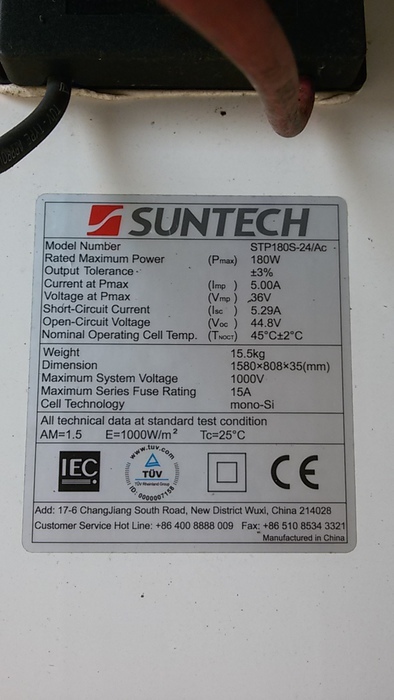 SUNTECH
Model Number STP180S-24/Ac
Rated Maximum Power (Pmax) 180W
Output Tolerance ±3%
Current at Pmax (Imp ) 5.00A
Voltage at Pmax (Vmp ) 36V
Short-Circuit Current (Isc ) 5.29A
Open-Circuit Voltage (Voc ) 44.8V
Nominal Operating Cell Temp. (TNOCT) 45°C±2°C
Weight 15.5kg
Dimension 1580×808×35(mm)
Maximum System Voltage 1000V
Maximum Series Fuse Rating 15A
Cell Technology mono-Si
All technical data at standard test condition
AM=1.5 E=1000W/m² Tc=25°C
IEC
www.tuv.com
TÜV
TÜV Rheinland Group
ID: 0000007158
CE
Add: 17-6 ChangJiang South Road, New District Wuxi, China 214028
Customer Service Hot Line: +86 400 8888 009 Fax: +86 510 8534 3321
Manufactured in China